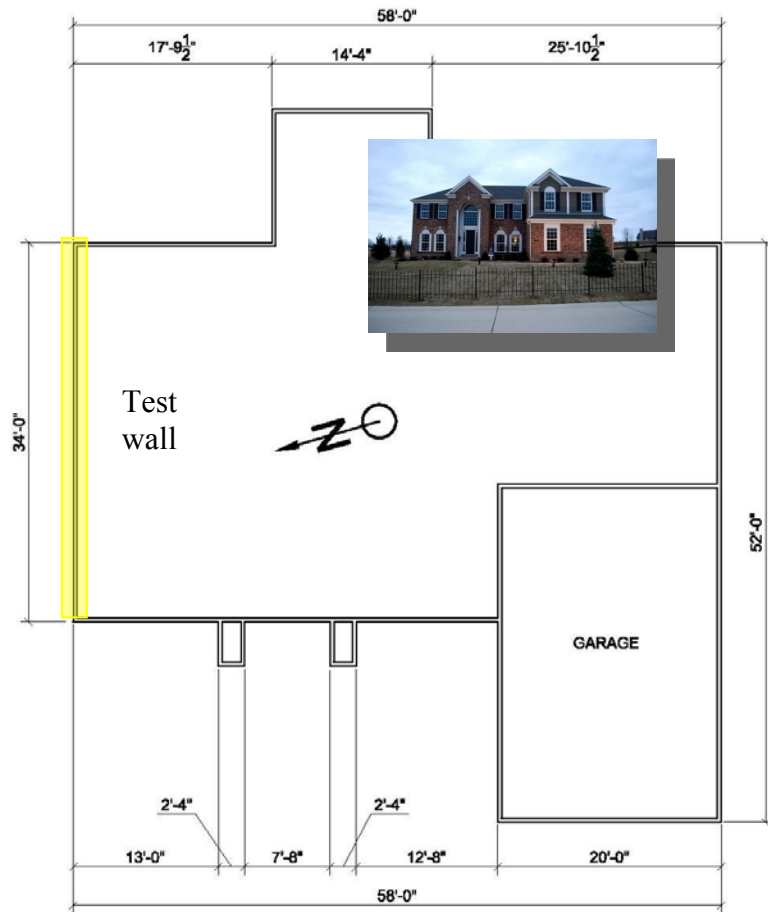 58'-0"
17'-9 1/2" 14'-4" 25'-10 1/2"
34'-0"
Test
wall
N
52'-0"
GARAGE
2'-4" 2'-4"
13'-0" 7'-8" 12'-8" 20'-0"
58'-0"